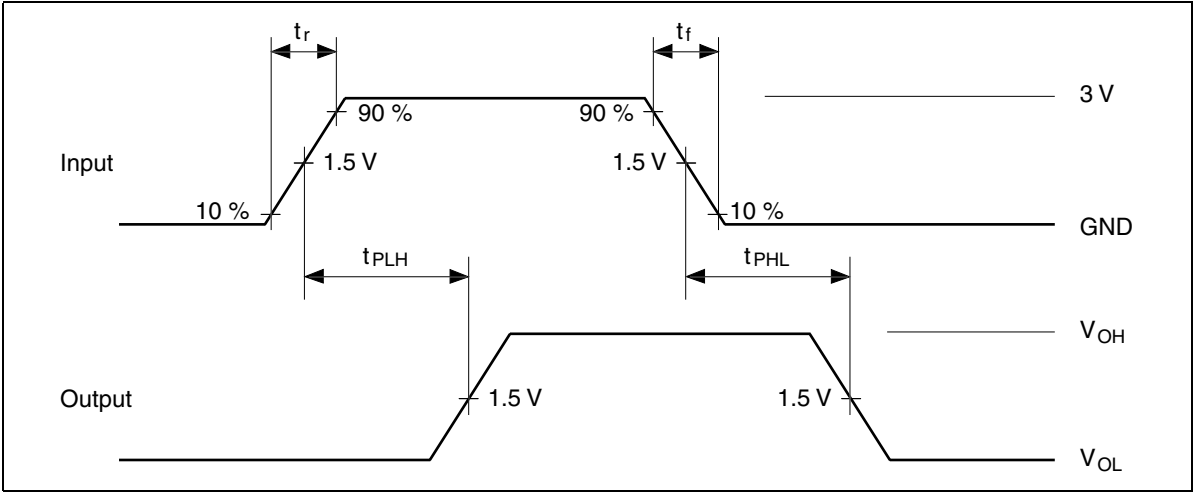 tr
tf
3 V
90 %
90 %
Input
1.5 V
1.5 V
10 %
10 %
GND
tPLH
tPHL
VOH
Output
1.5 V
1.5 V
VOL